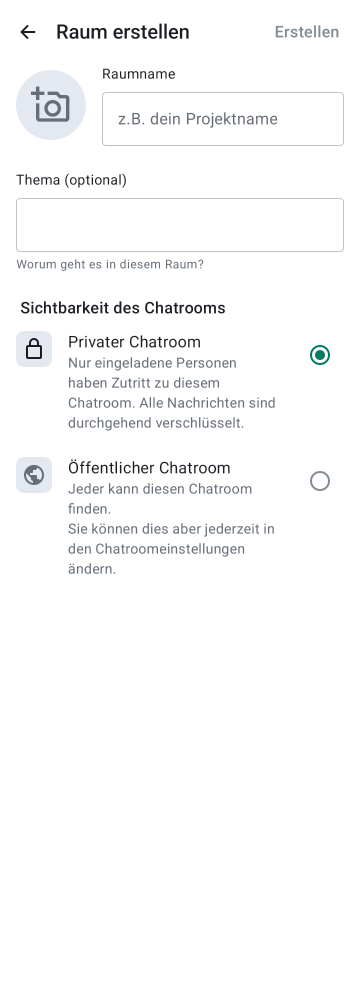 Raum erstellen
Erstellen
Raumname
z.B. dein Projektname
Thema (optional)
Worum geht es in diesem Raum?
Sichtbarkeit des Chatrooms
Privater Chatroom
Nur eingeladene Personen
haben Zutritt zu diesem
Chatroom. Alle Nachrichten sind
durchgehend verschlüsselt.
Öffentlicher Chatroom
Jeder kann diesen Chatroom
finden.
Sie können dies aber jederzeit in
den Chatroomeinstellungen
ändern.